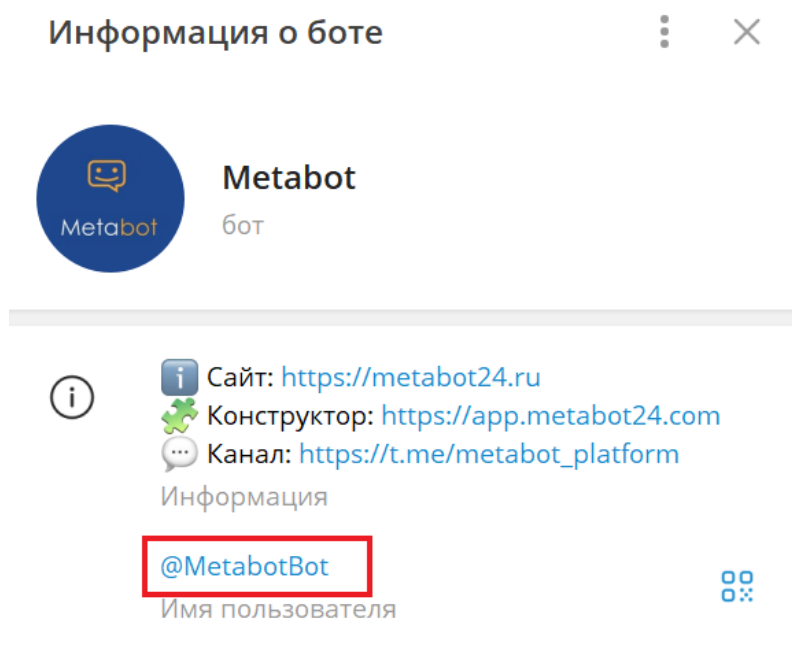 Информация о боте
Metabot
Metabot
бот
Сайт: https://metabot24.ru
Конструктор: https://app.metabot24.com
Канал: https://t.me/metabot_platform
Информация
@MetabotBot
Имя пользователя